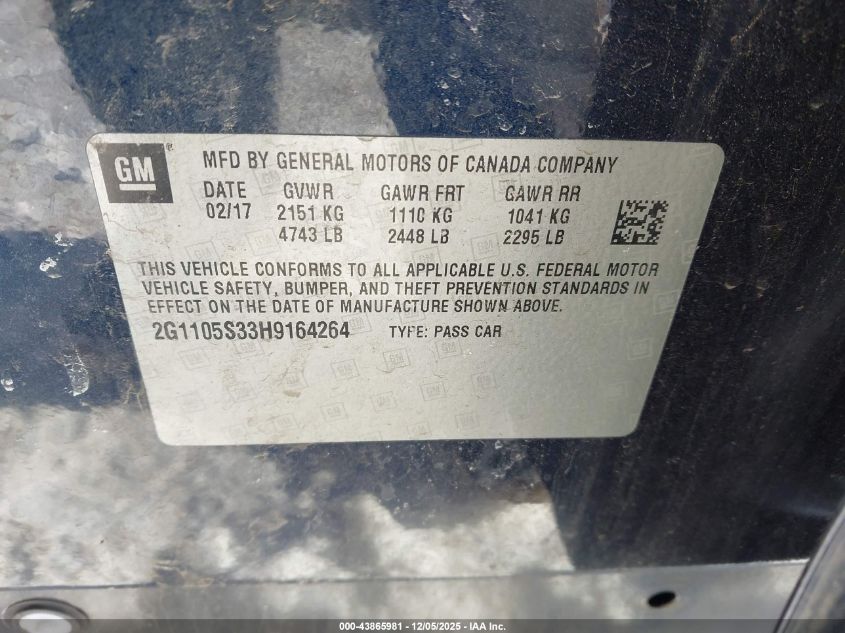 GM
MFD BY GENERAL MOTORS OF CANADA COMPANY
DATE GVWR GAWR FRT GAWR RR
02/17 2151 KG 1110 KG 1041 KG
4743 LB 2448 LB 2295 LB
THIS VEHICLE CONFORMS TO ALL APPLICABLE U.S. FEDERAL MOTOR
VEHICLE SAFETY, BUMPER, AND THEFT PREVENTION STANDARDS IN
EFFECT ON THE DATE OF MANUFACTURE SHOWN ABOVE.
2G1105S33H9164264 TYPE: PASS CAR
000-43865981 | 12/05/2025 - IAA Inc.